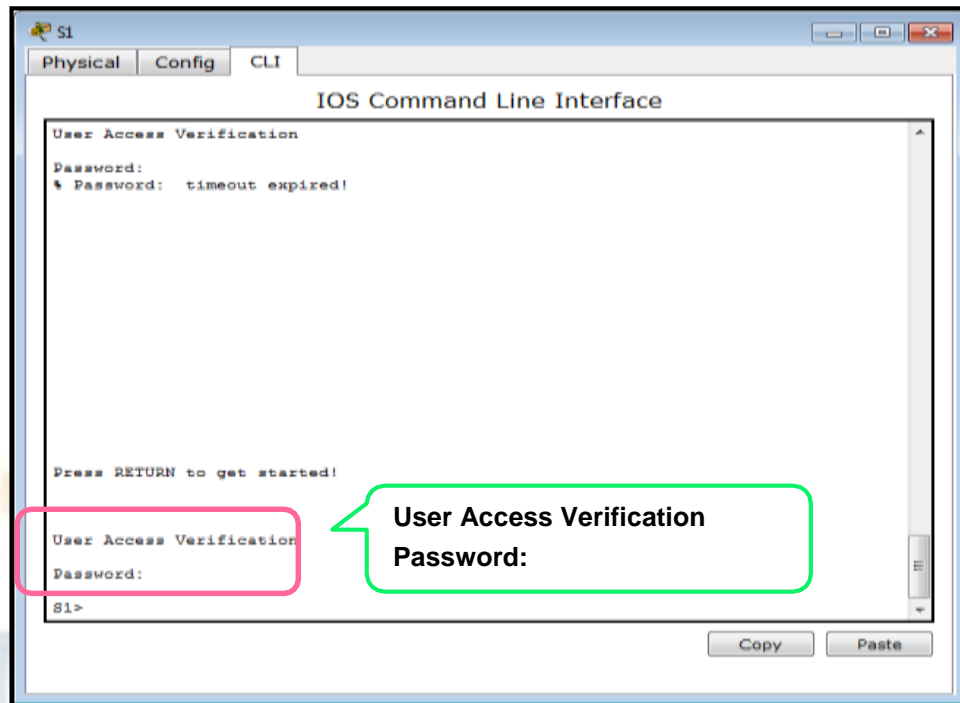 S1
Physical Config CLI
IOS Command Line Interface
User Access Verification
Password:
% Password:  timeout expired!
Press RETURN to get started!
User Access Verification
Password:
S1>
User Access Verification
Password:
Copy Paste